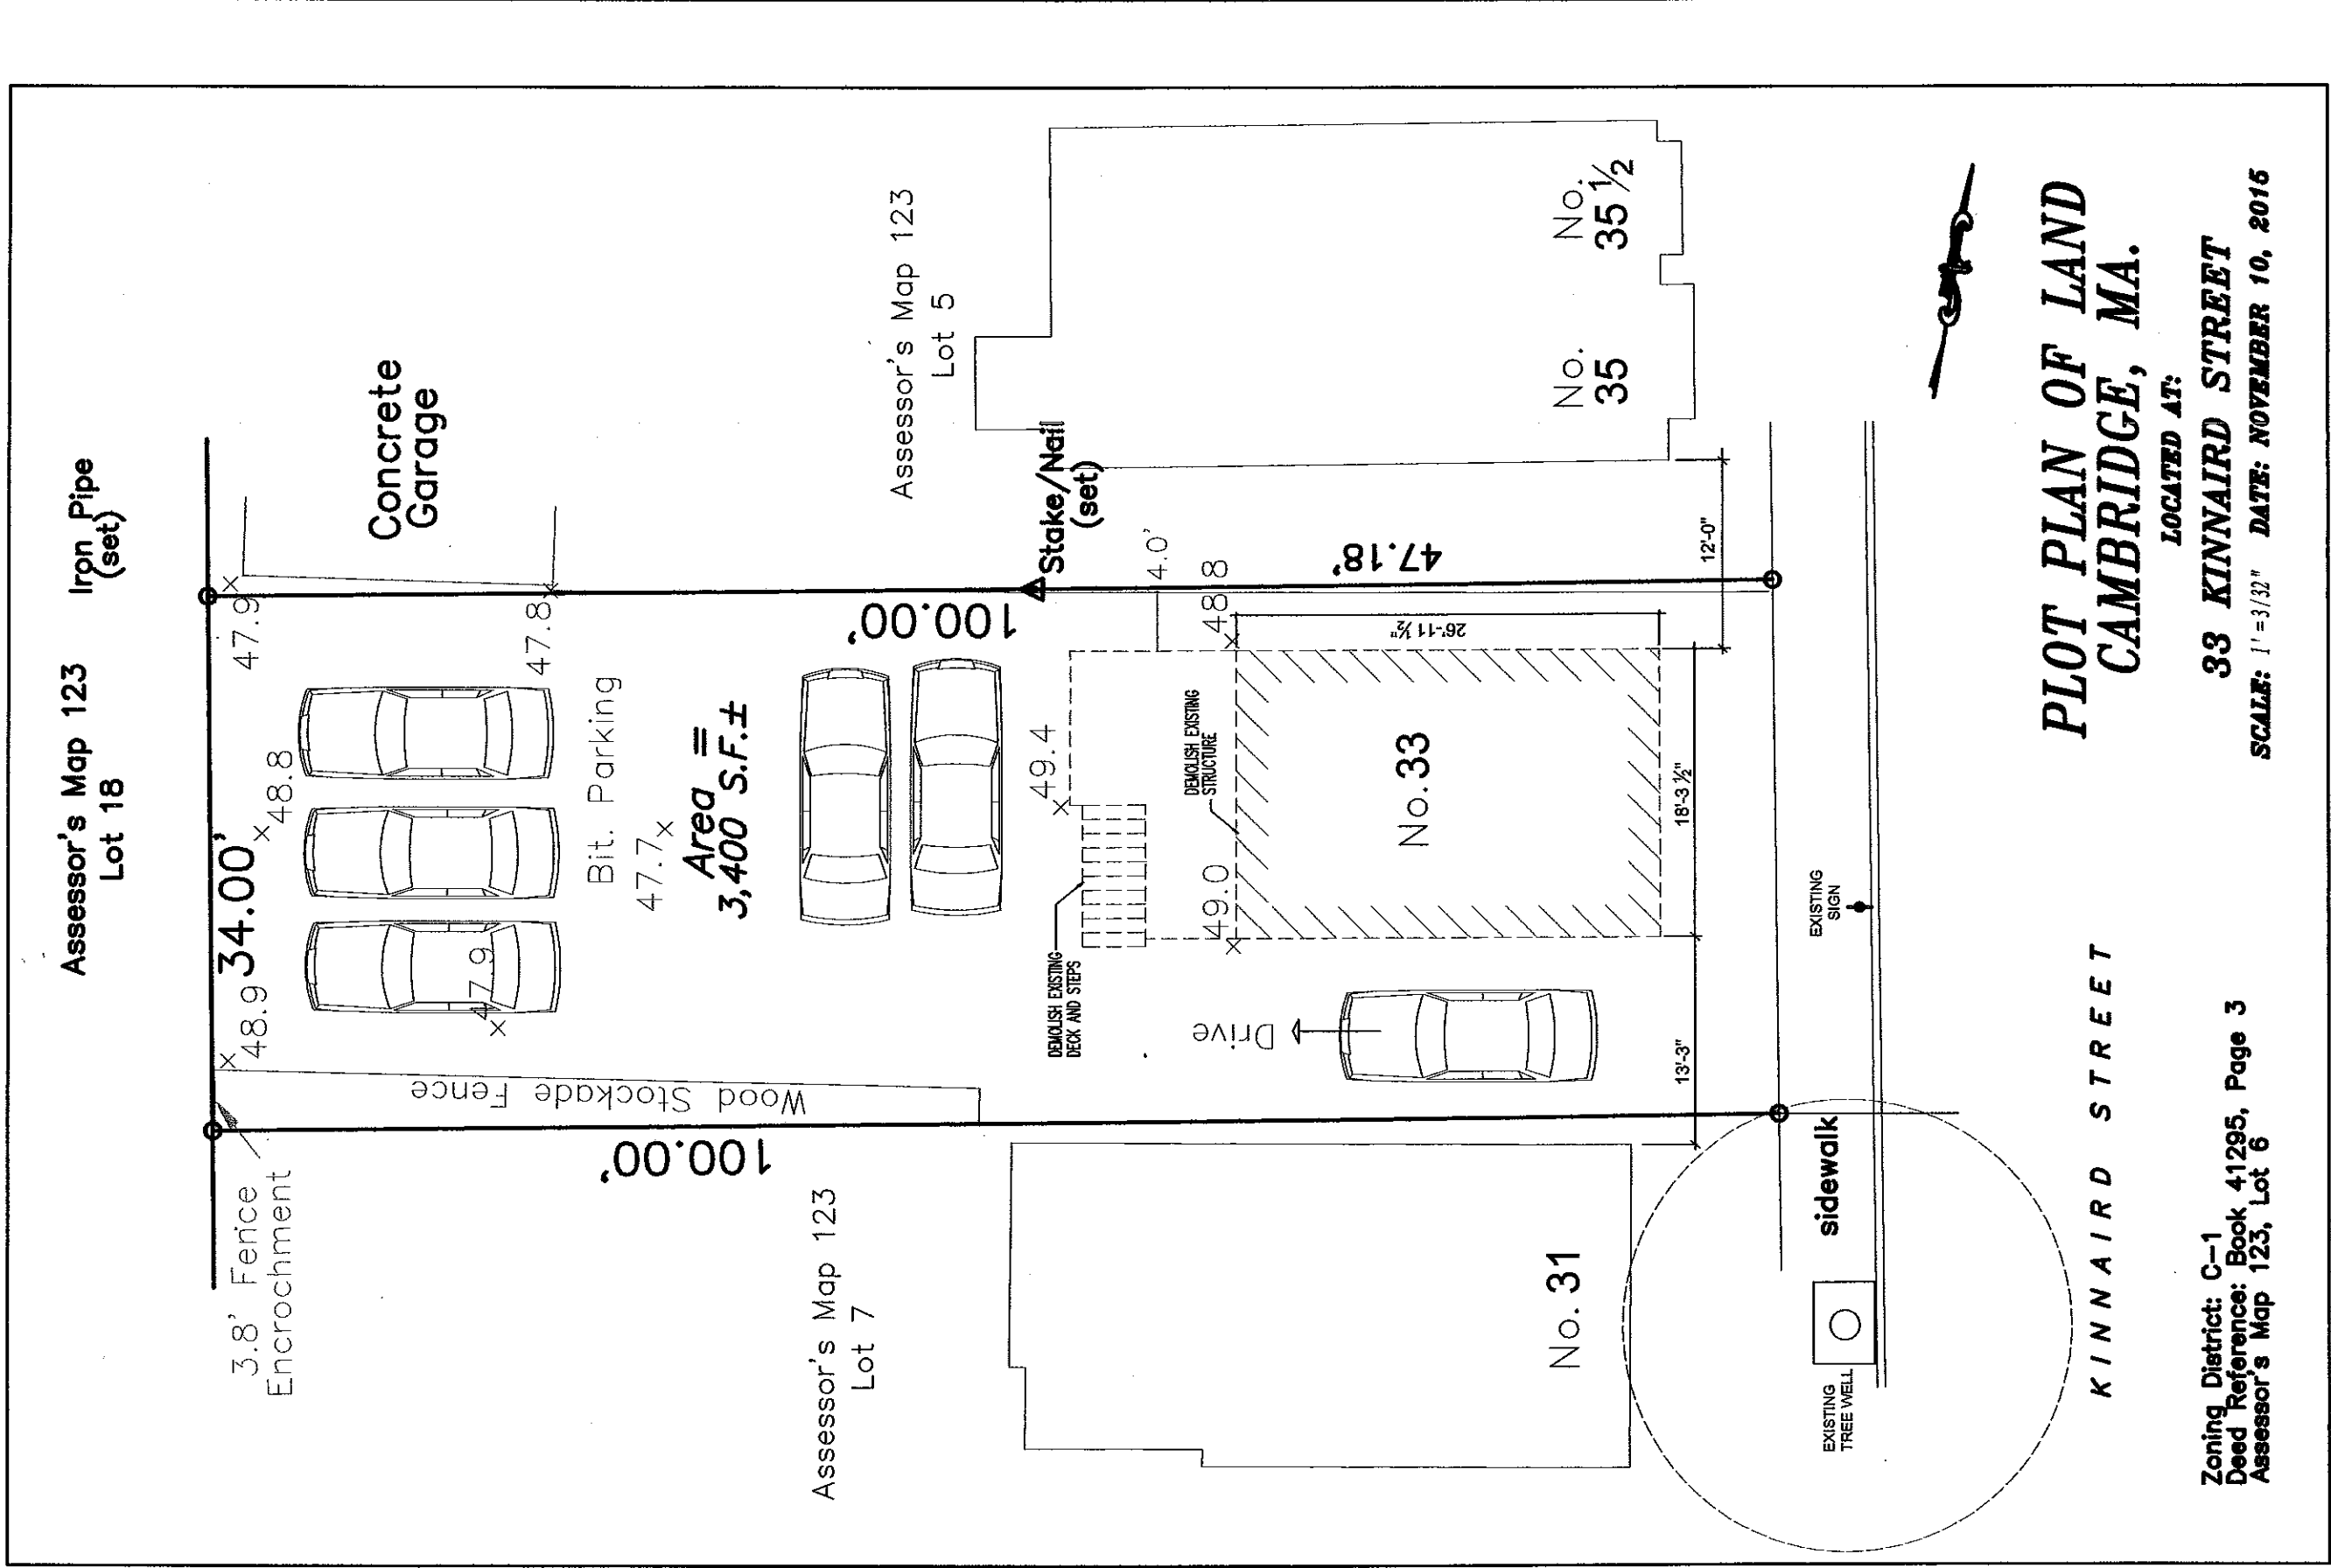 Assessor's Map 123
Lot 18
Iron Pipe
(set)
3.8' Fence
Encrochment
48.9
34.00'
48.8
47.9
47.9
47.8
Concrete
Garage
Wood Stockade Fence
Bit. Parking
47.7
Area =
3,400 S.F.±
100.00'
100.00'
Assessor's Map 123
Lot 7
Assessor's Map 123
Lot 5
Stake/Nail
(set)
49.4
DEMOLISH EXISTING
DECK AND STEPS
4.0'
DEMOLISH EXISTING
STRUCTURE
49.0
48.8
Drive
No. 33
26'-11 ½"
47.18'
No. 31
No.
35
No.
35 ½
13'-3"
18'-3 ½"
12'-0"
sidewalk
EXISTING
SIGN
EXISTING
TREE WELL
KINNAIRD STREET
PLOT PLAN OF LAND
CAMBRIDGE, MA.
LOCATED AT:
33 KINNAIRD STREET
SCALE: 1' = 3/32" DATE: NOVEMBER 10, 2015
Zoning District: C-1
Deed Reference: Book 41295, Page 3
Assessor's Map 123, Lot 6